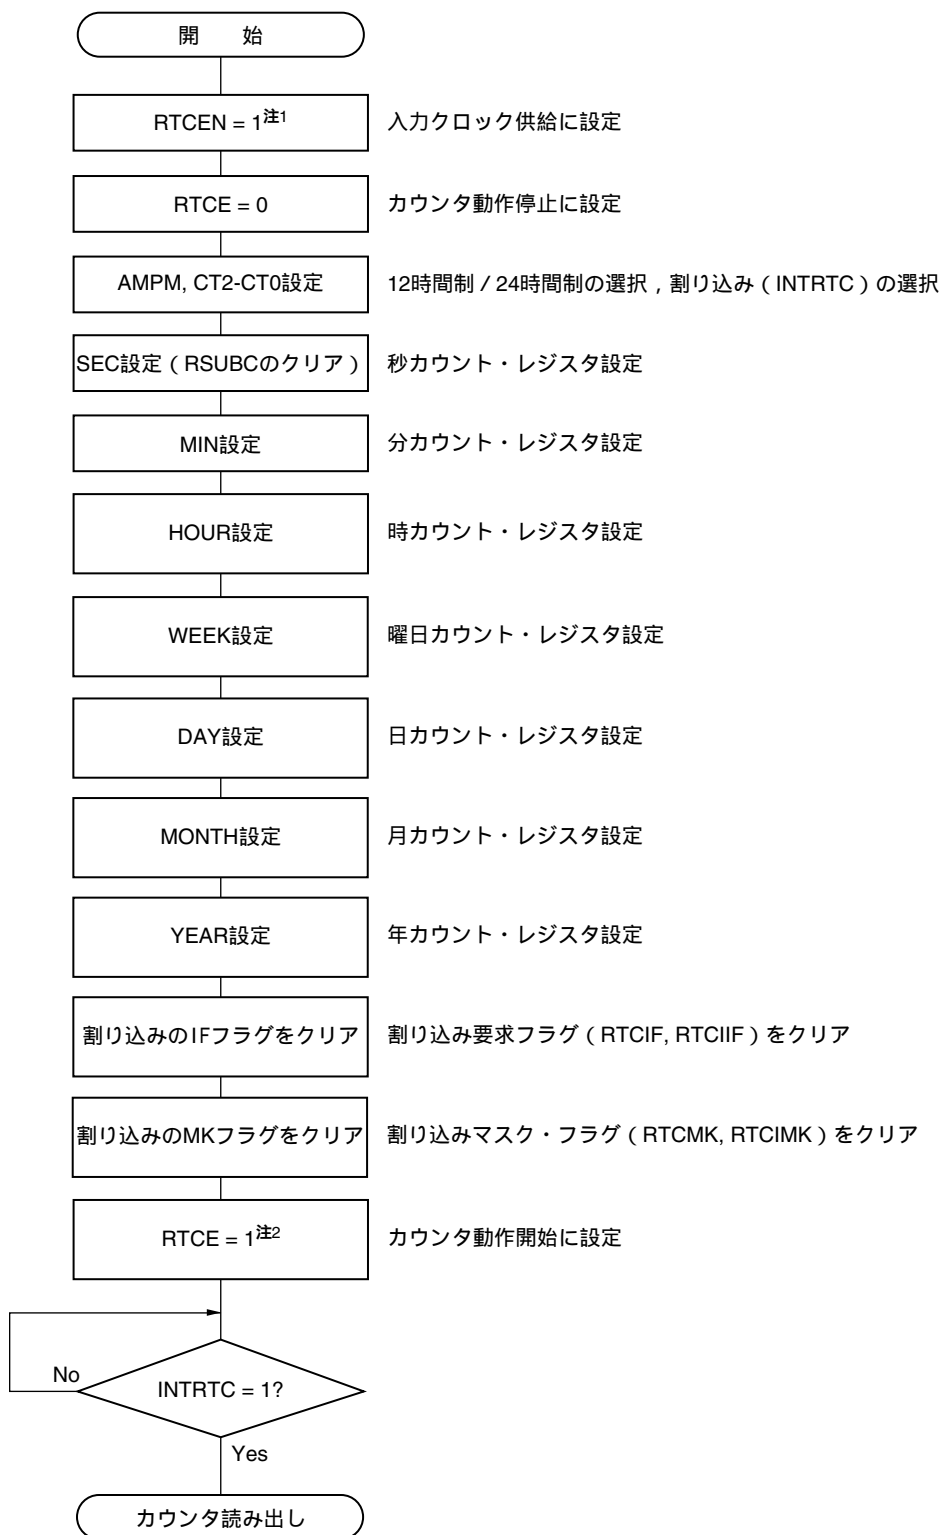 開　始
RTCEN = 1注1 入力クロック供給に設定
RTCE = 0 カウンタ動作停止に設定
AMPM, CT2-CT0設定 12時間制 / 24時間制の選択 , 割り込み ( INTRTC ) の選択
SEC設定 ( RSUBCのクリア ) 秒カウント・レジスタ設定
MIN設定 分カウント・レジスタ設定
HOUR設定 時カウント・レジスタ設定
WEEK設定 曜日カウント・レジスタ設定
DAY設定 日カウント・レジスタ設定
MONTH設定 月カウント・レジスタ設定
YEAR設定 年カウント・レジスタ設定
割り込みのIFフラグをクリア 割り込み要求フラグ ( RTCIF, RTCIIF ) をクリア
割り込みのMKフラグをクリア 割り込みマスク・フラグ ( RTCMK, RTCIMK ) をクリア
RTCE = 1注2 カウンタ動作開始に設定
No
INTRTC = 1?
Yes
カウンタ読み出し